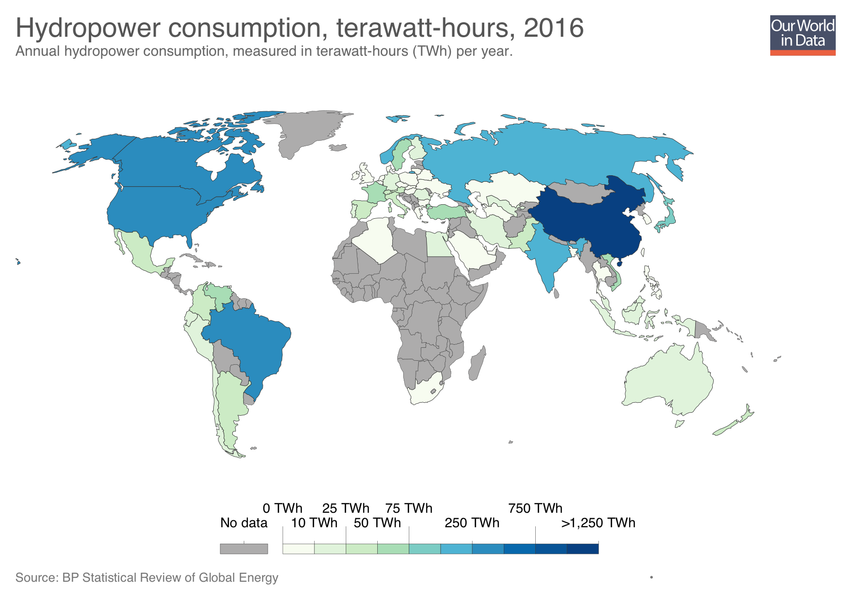 Hydropower consumption, terawatt-hours, 2016
Annual hydropower consumption, measured in terawatt-hours (TWh) per year.
Our World
in Data
0 TWh 25 TWh 75 TWh 750 TWh
No data 10 TWh 50 TWh 250 TWh >1,250 TWh
Source: BP Statistical Review of Global Energy